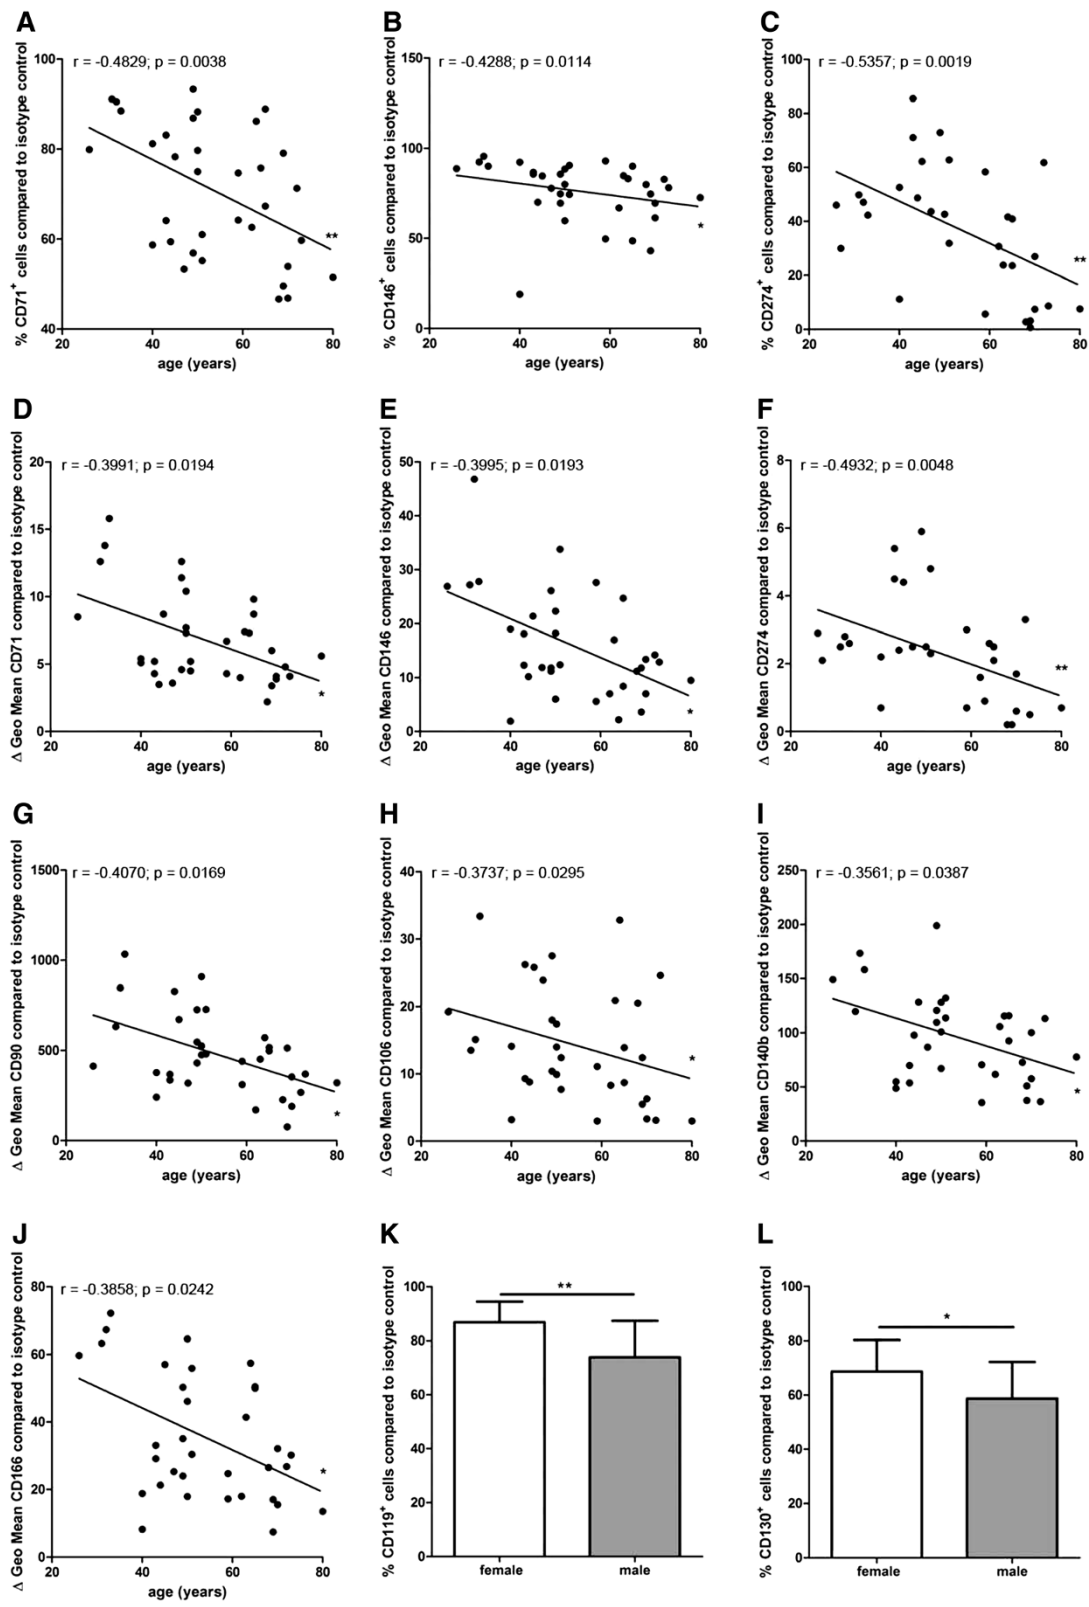 A
% CD71+ cells compared to isotype control
r = -0.4829; p = 0.0038
100
80
60
40
**
20 40 60 80
age (years)
B
% CD146+ cells compared to isotype control
r = -0.4288; p = 0.0114
150
100
50
0
*
20 40 60 80
age (years)
C
% CD274+ cells compared to isotype control
r = -0.5357; p = 0.0019
100
80
60
40
20
0
**
20 40 60 80
age (years)
D
Δ Geo Mean CD71 compared to isotype control
r = -0.3991; p = 0.0194
20
15
10
5
0
*
20 40 60 80
age (years)
E
Δ Geo Mean CD146 compared to isotype control
r = -0.3995; p = 0.0193
50
40
30
20
10
0
*
20 40 60 80
age (years)
F
Δ Geo Mean CD274 compared to isotype control
r = -0.4932; p = 0.0048
8
6
4
2
0
**
20 40 60 80
age (years)
G
Δ Geo Mean CD90 compared to isotype control
r = -0.4070; p = 0.0169
1500
1000
500
0
*
20 40 60 80
age (years)
H
Δ Geo Mean CD106 compared to isotype control
r = -0.3737; p = 0.0295
40
30
20
10
0
*
20 40 60 80
age (years)
I
Δ Geo Mean CD140b compared to isotype control
r = -0.3561; p = 0.0387
250
200
150
100
50
0
*
20 40 60 80
age (years)
J
Δ Geo Mean CD166 compared to isotype control
r = -0.3858; p = 0.0242
80
60
40
20
0
*
20 40 60 80
age (years)
K
% CD119+ cells compared to isotype control
100
80
60
40
20
0
**
female male
L
% CD130+ cells compared to isotype control
100
80
60
40
20
0
*
female male